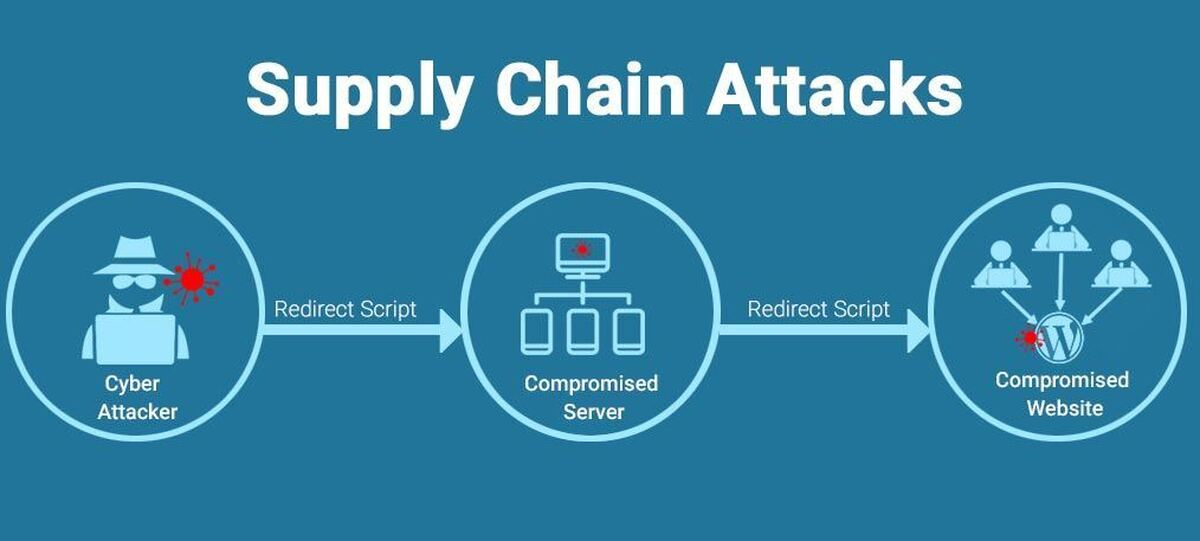 Supply Chain Attacks
Redirect Script
Redirect Script
Cyber
Attacker
Compromised
Server
Compromised
Website